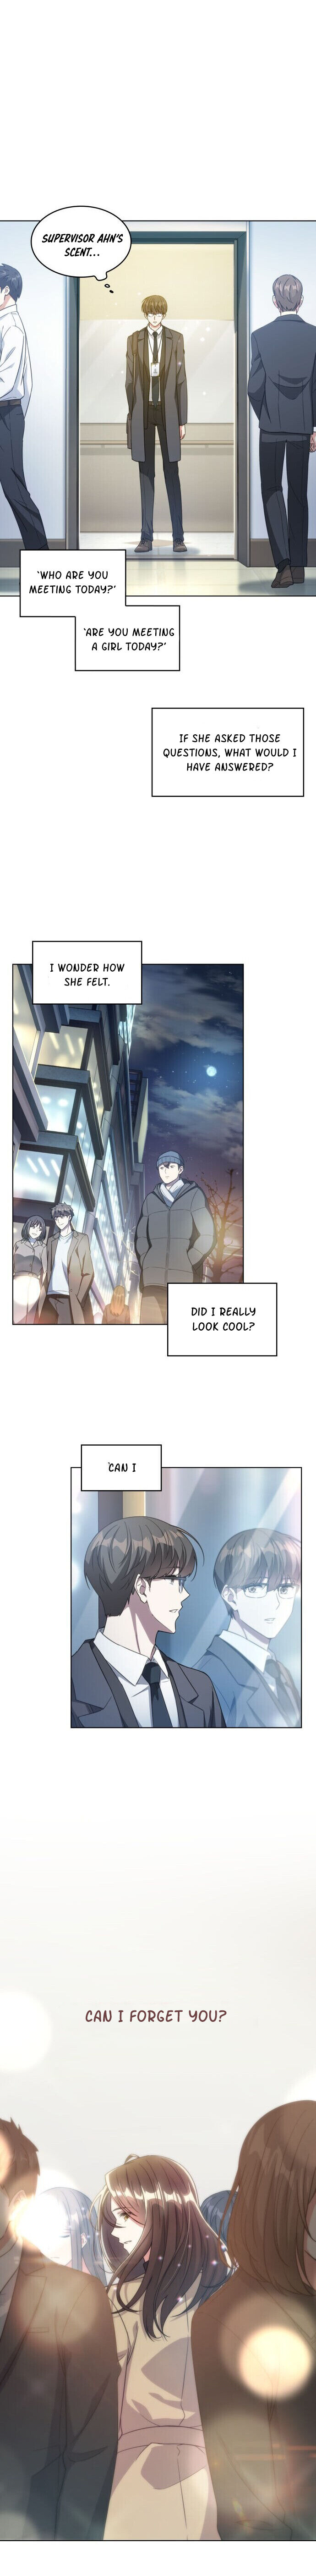 SUPERVISOR AHN'S
SCENT...
'WHO ARE YOU
MEETING TODAY?'
'ARE YOU MEETING
A GIRL TODAY?'
IF SHE ASKED THOSE
QUESTIONS, WHAT WOULD I
HAVE ANSWERED?
I WONDER HOW
SHE FELT.
DID I REALLY
LOOK COOL?
'CAN I
CAN I FORGET YOU?